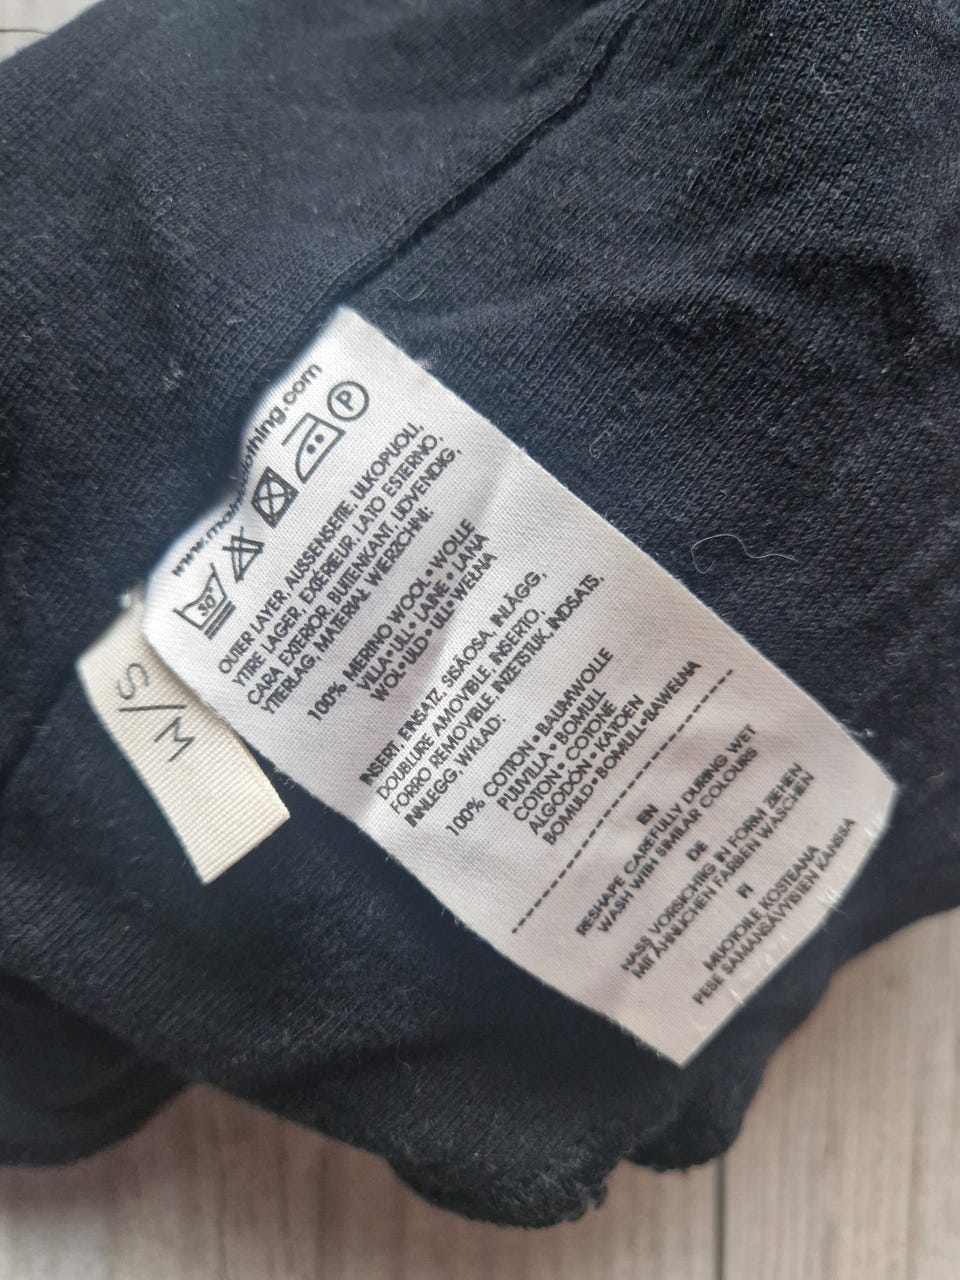 30°
P
OUTER LAYER, AUSSENSEITE, ULKOPUOLI,
YTTRE LAGER, EXTÉRIEUR, LATO ESTERNO,
CARA EXTERIOR, BUITENKANT, UDVENDIG,
YTTERLAG, MATERIAŁ WIERZCHNI:
100% MERINO WOOL • WOLLE
VILLA • ULL • LAINE • LANA
WOL • ULD • ULL • WEŁNA
INSERT, EINSATZ, SISÄOSA, INLÄGG,
DOUBLURE AMOVIBLE, INSERTO,
FORRO REMOVIBLE, INZETSTUK, INDSATS,
INNLEGG, WKŁAD:
100% COTTON • BAUMWOLLE
PUUVILLA • BOMULL
COTON • COTONE
ALGODÓN • KATOEN
BOMULD • BOMULL • BAWEŁNA
EN
RESHAPE CAREFULLY DURING WET
WASH WITH SIMILAR COLOURS
DE
NASS VORSICHTIG IN FORM ZIEHEN
MIT ÄHNLICHEN FARBEN WASCHEN
FI
MUOTOILE KOSTEANA
PESE SAMANSÄVYISTEN KANSSA
S/M